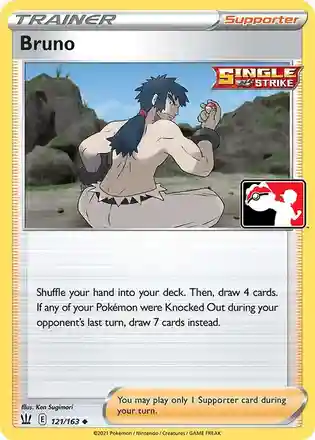 TRAINER Supporter
Bruno
SINGLE
STRIKE
Shuffle your hand into your deck. Then, draw 4 cards.
If any of your Pokémon were Knocked Out during your
opponent's last turn, draw 7 cards instead.
Illus. Ken Sugimori
E 121/163
You may play only 1 Supporter card during
your turn.
©2021 Pokémon / Nintendo / Creatures / GAME FREAK